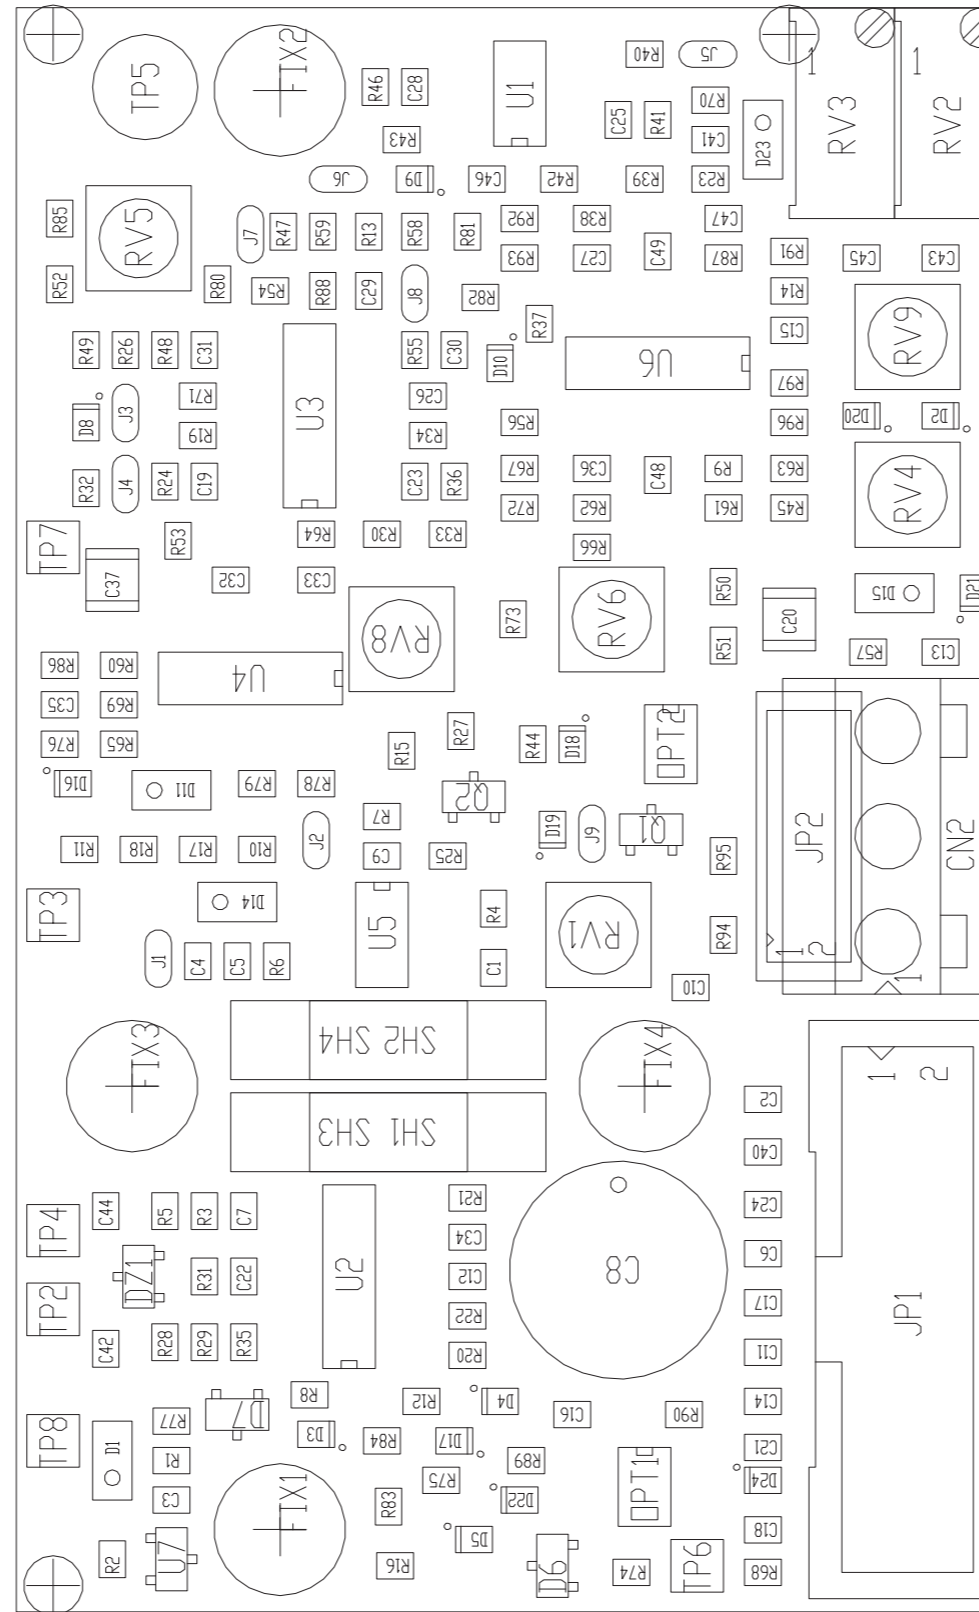 TP5
FIX2
R46
C28
U1
R40
J5
1
RV3
1
RV2
R70
C25
R41
C41
D23
R43
J6
D9
C46
R42
R39
R23
R85
RV5
J7
R47
R59
R13
R58
R81
R92
R38
C47
R93
C27
C49
R87
R91
C45
C43
R52
R80
R54
R88
C29
J8
R82
R14
R37
C15
RV9
R49
R26
R48
C31
U3
R55
C30
D10
U6
R97
D8
J3
R71
C26
R56
R96
D20
D2
R19
R34
R32
J4
R24
C19
C23
R36
R67
C36
C48
R9
R63
RV4
R72
R62
R61
R45
TP7
R53
R64
R30
R33
R66
C37
C32
C33
RV8
R73
RV6
R50
C20
D15
D21
R51
R57
C13
R86
R60
U4
C35
R69
R76
R65
R15
R27
R44
D18
OPT2
JP2
CN2
D16
D11
R79
R78
Q2
R7
D19
J9
Q1
R11
R18
R17
R10
J2
C9
R25
R95
TP3
D14
U5
R4
RV1
R94
1
2
1
J1
C4
C5
R6
C1
C10
FIX3
SH2 SH4
FIX4
1
2
C2
SH1 SH3
C40
TP4
C44
R5
R3
C7
R21
C24
DZ1
R31
C22
U2
C34
C12
C8
C6
TP2
R22
C17
JP1
C42
R28
R29
R35
R20
C11
R8
R12
D4
C14
TP8
R77
D7
C16
R90
D1
D3
R84
D17
C21
R1
R75
R89
OPT1
D24
C3
FIX1
R83
D22
D5
C18
R2
U7
R16
D6
R74
TP6
R68